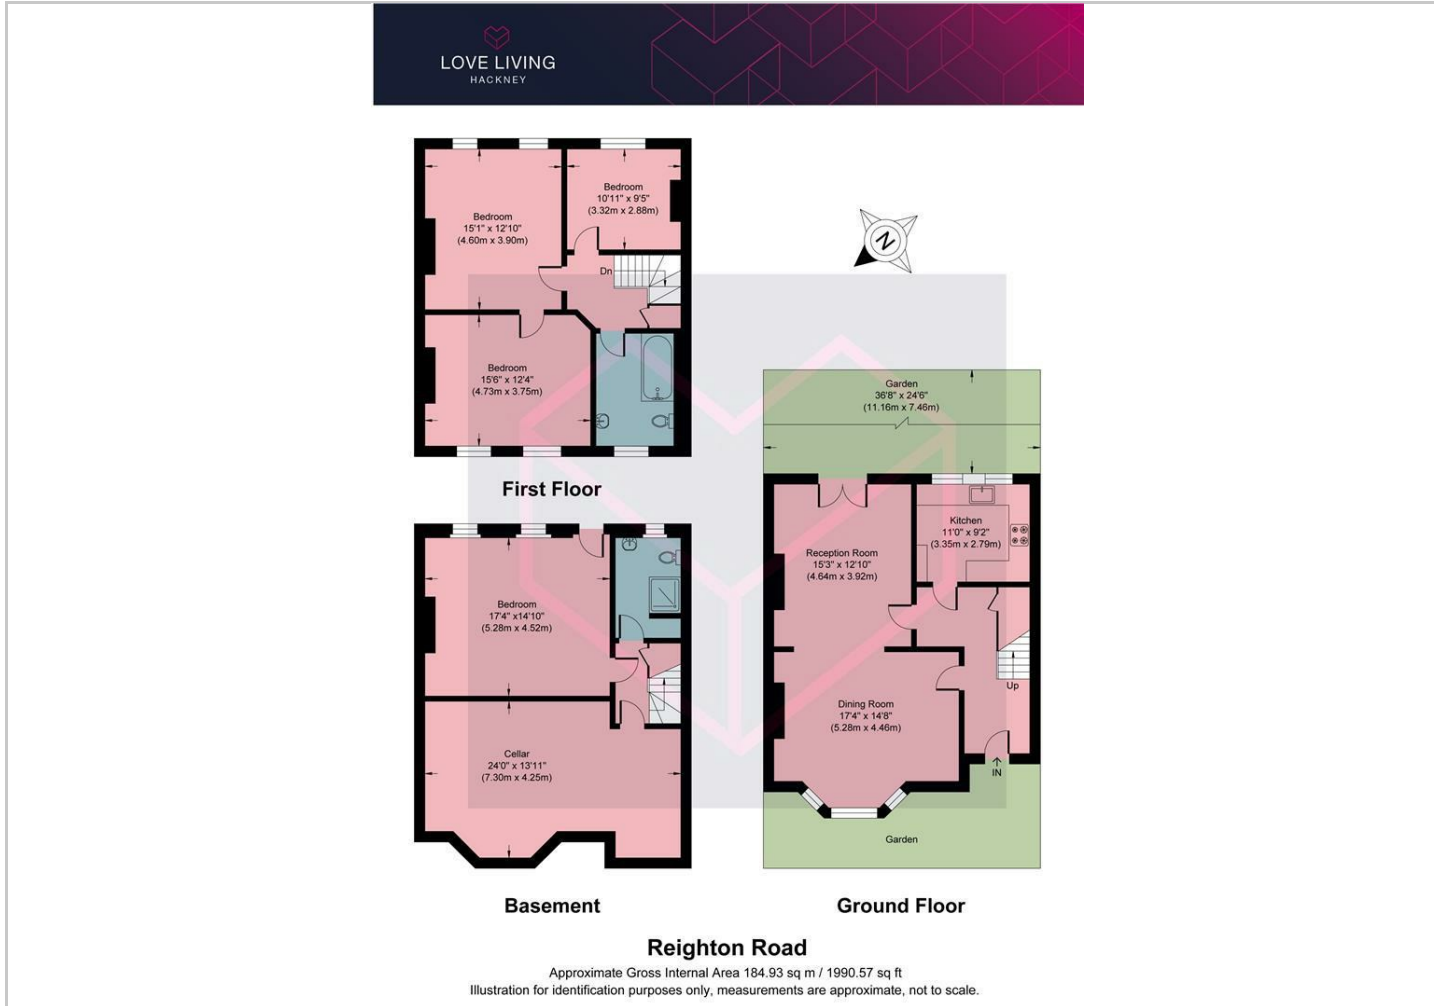 LOVE LIVING
HACKNEY
Bedroom
15'1" x 12'10"
(4.60m x 3.90m)
Bedroom
10'11" x 9'5"
(3.32m x 2.88m)
Dn
Bedroom
15'6" x 12'4"
(4.73m x 3.75m)
First Floor
N
Bedroom
17'4" x14'10"
(5.28m x 4.52m)
Cellar
24'0" x 13'11"
(7.30m x 4.25m)
Basement
Garden
36'8" x 24'6"
(11.16m x 7.46m)
Reception Room
15'3" x 12'10"
(4.64m x 3.92m)
Kitchen
11'0" x 9'2"
(3.35m x 2.79m)
Up
Dining Room
17'4" x 14'8"
(5.28m x 4.46m)
IN
Garden
Ground Floor
Reighton Road
Approximate Gross Internal Area 184.93 sq m / 1990.57 sq ft
Illustration for identification purposes only, measurements are approximate, not to scale.